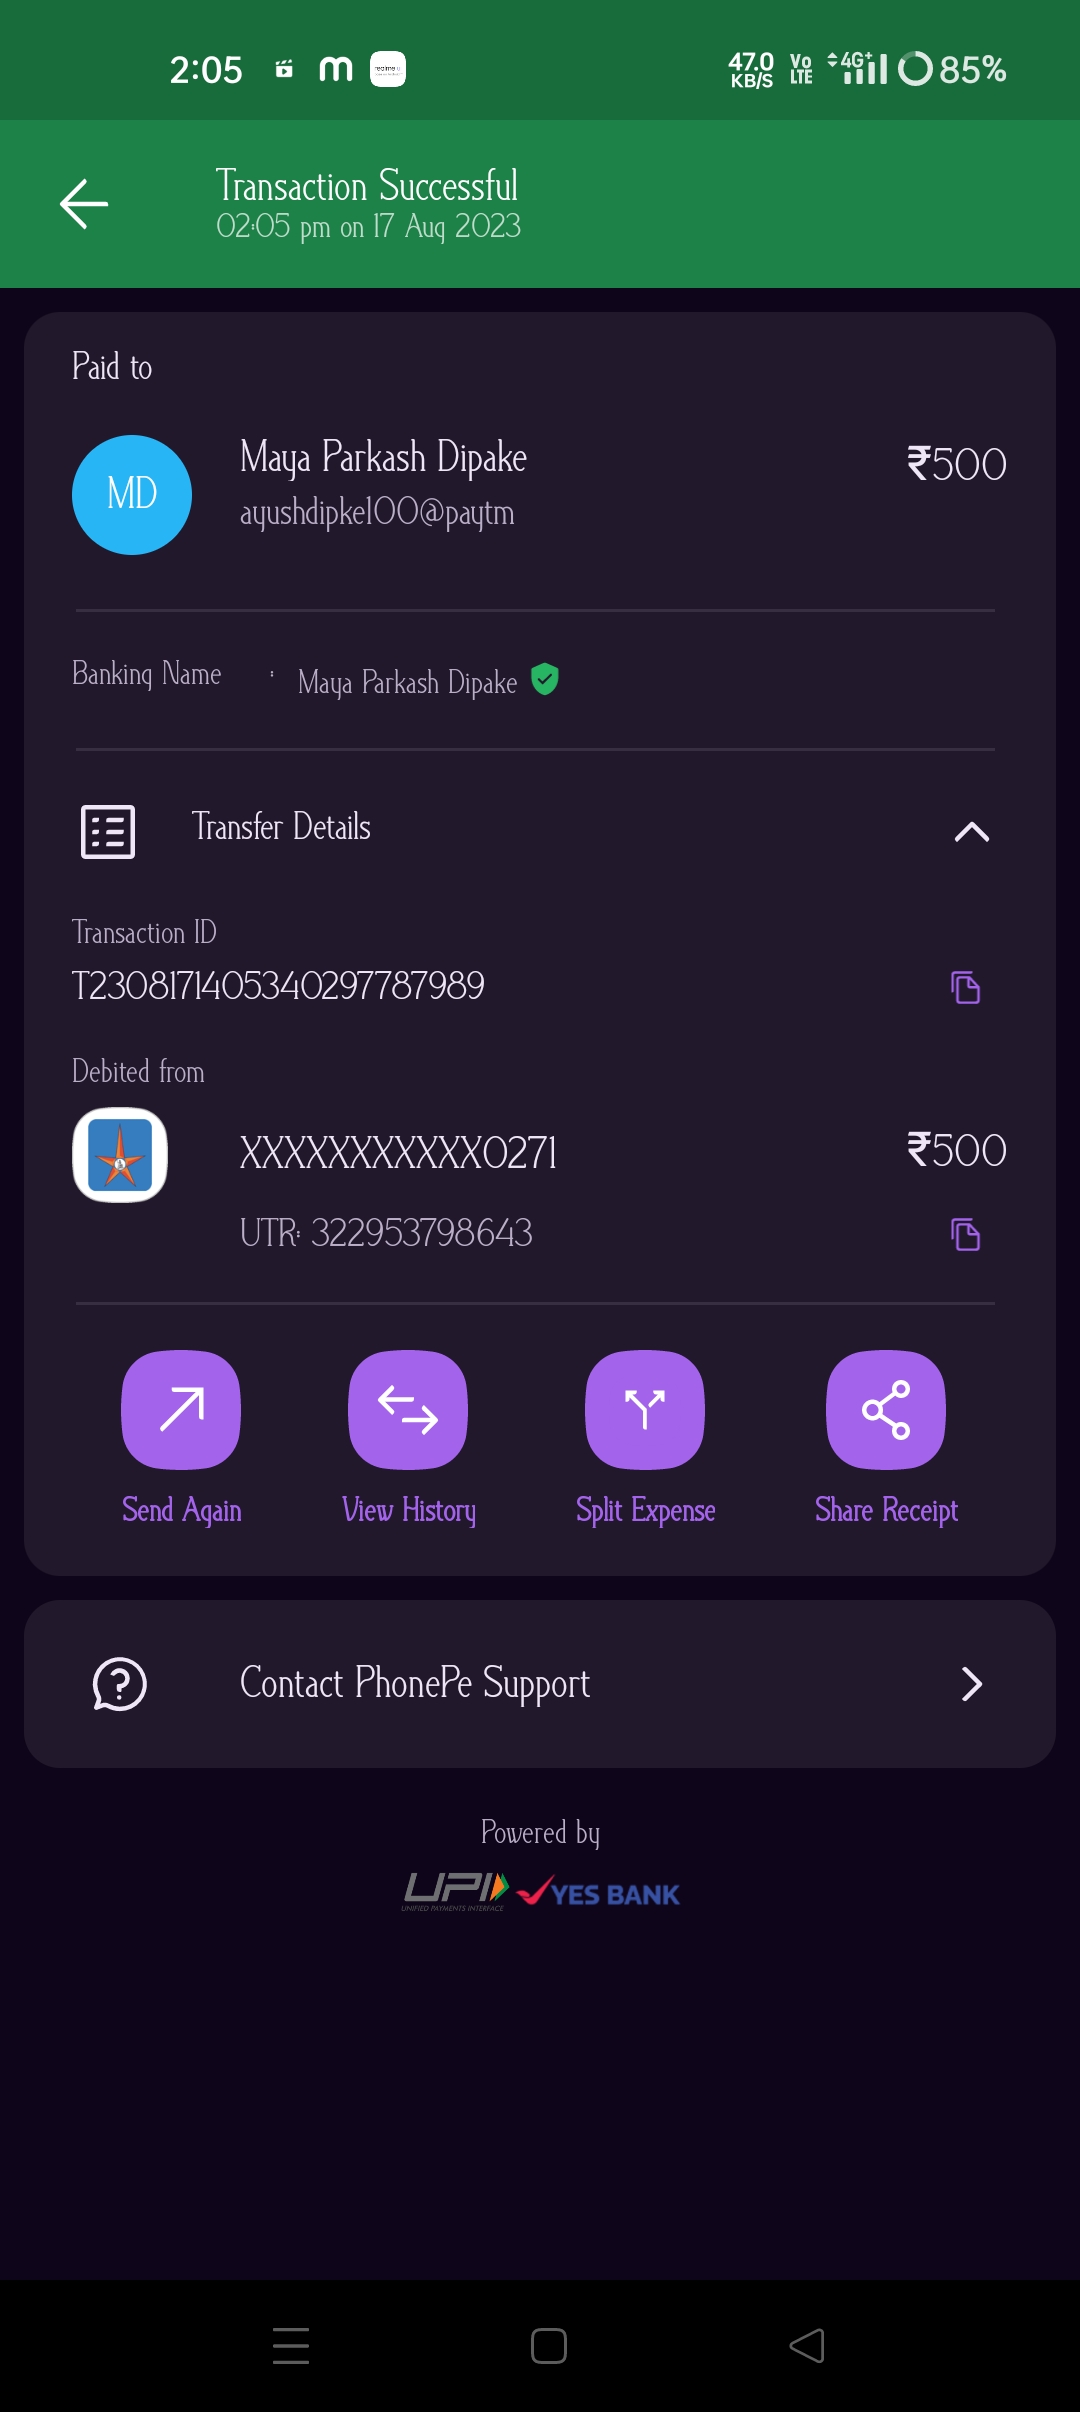 2:05
47.0 KB/S Vo LTE 4G+ 85%
Transaction Successful
02:05 pm on 17 Aug 2023
Paid to
MD
Maya Parkash Dipake
₹500
ayushdipke100@paytm
Banking Name : Maya Parkash Dipake
Transfer Details
Transaction ID
T2308171405340297787989
Debited from
XXXXXXXXXXX0271
₹500
UTR: 322953798643
Send Again
View History
Split Expense
Share Receipt
Contact PhonePe Support
Powered by
UPI
UNIFIED PAYMENTS INTERFACE
YES BANK